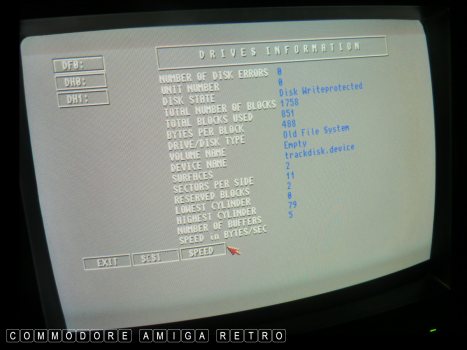 DRIVES INFORMATION
DF0:
DH0:
DH1:
NUMBER OF DISK ERRORS 0
UNIT NUMBER 0
DISK STATE Disk Writeprotected
TOTAL NUMBER OF BLOCKS 1758
TOTAL BLOCKS USED 851
BYTES PER BLOCK 488
DRIVE/DISK TYPE Old File System
VOLUME NAME Empty
DEVICE NAME trackdisk.device
SURFACES 2
SECTORS PER SIDE 11
RESERVED BLOCKS 2
LOWEST CYLINDER 0
HIGHEST CYLINDER 79
NUMBER OF BUFFERS 5
SPEED in BYTES/SEC
EXIT SCSI SPEED
COMMODORE AMIGA RETRO